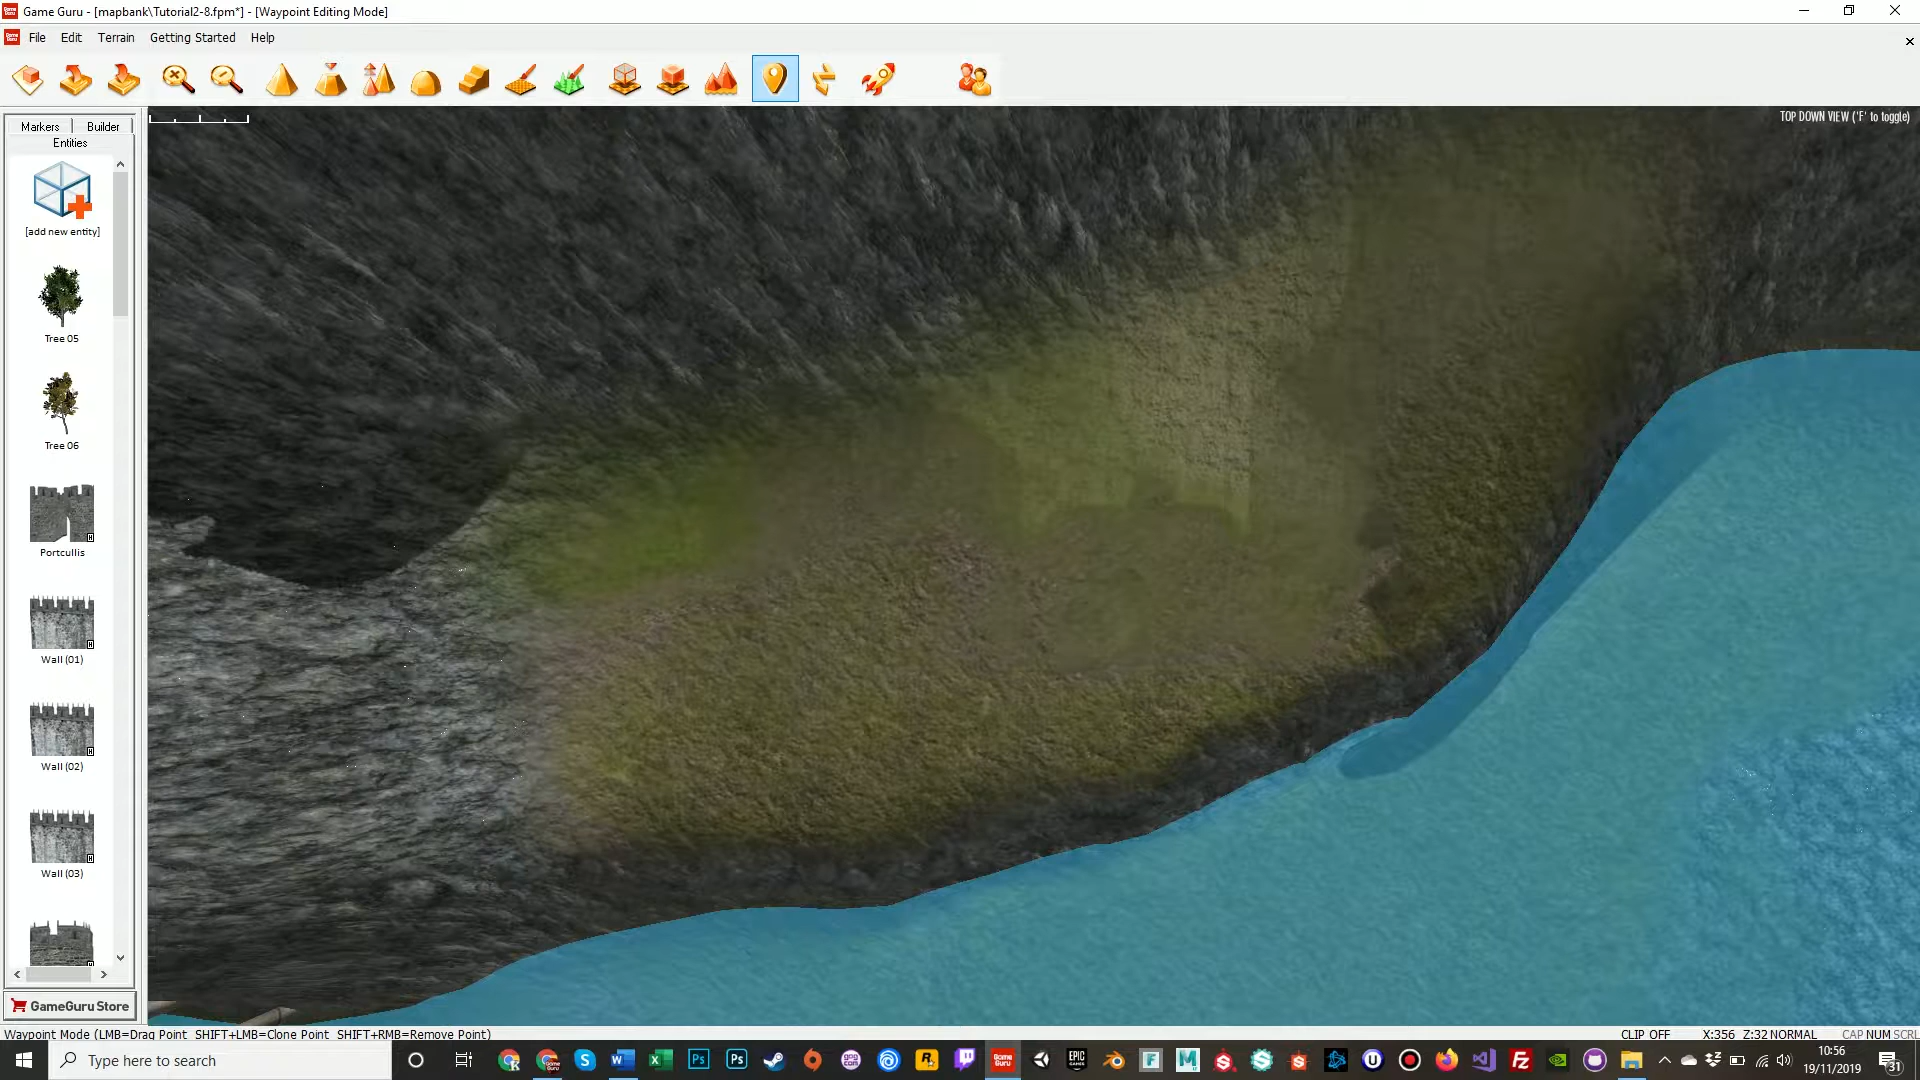 Game Guru - [mapbank\Tutorial2-8.fpm*] - [Waypoint Editing Mode]
File Edit Terrain Getting Started Help
TOP DOWN VIEW ('F' to toggle)
Markers Builder
Entities
[add new entity]
Tree 05
Tree 06
Portcullis
Wall (01)
Wall (02)
Wall (03)
GameGuru Store
Waypoint Mode (LMB=Drag Point SHIFT+LMB=Clone Point SHIFT+RMB=Remove Point)
CLIP OFF X:356 Z:32 NORMAL CAP NUM SCRL
Type here to search
10:56
19/11/2019
31